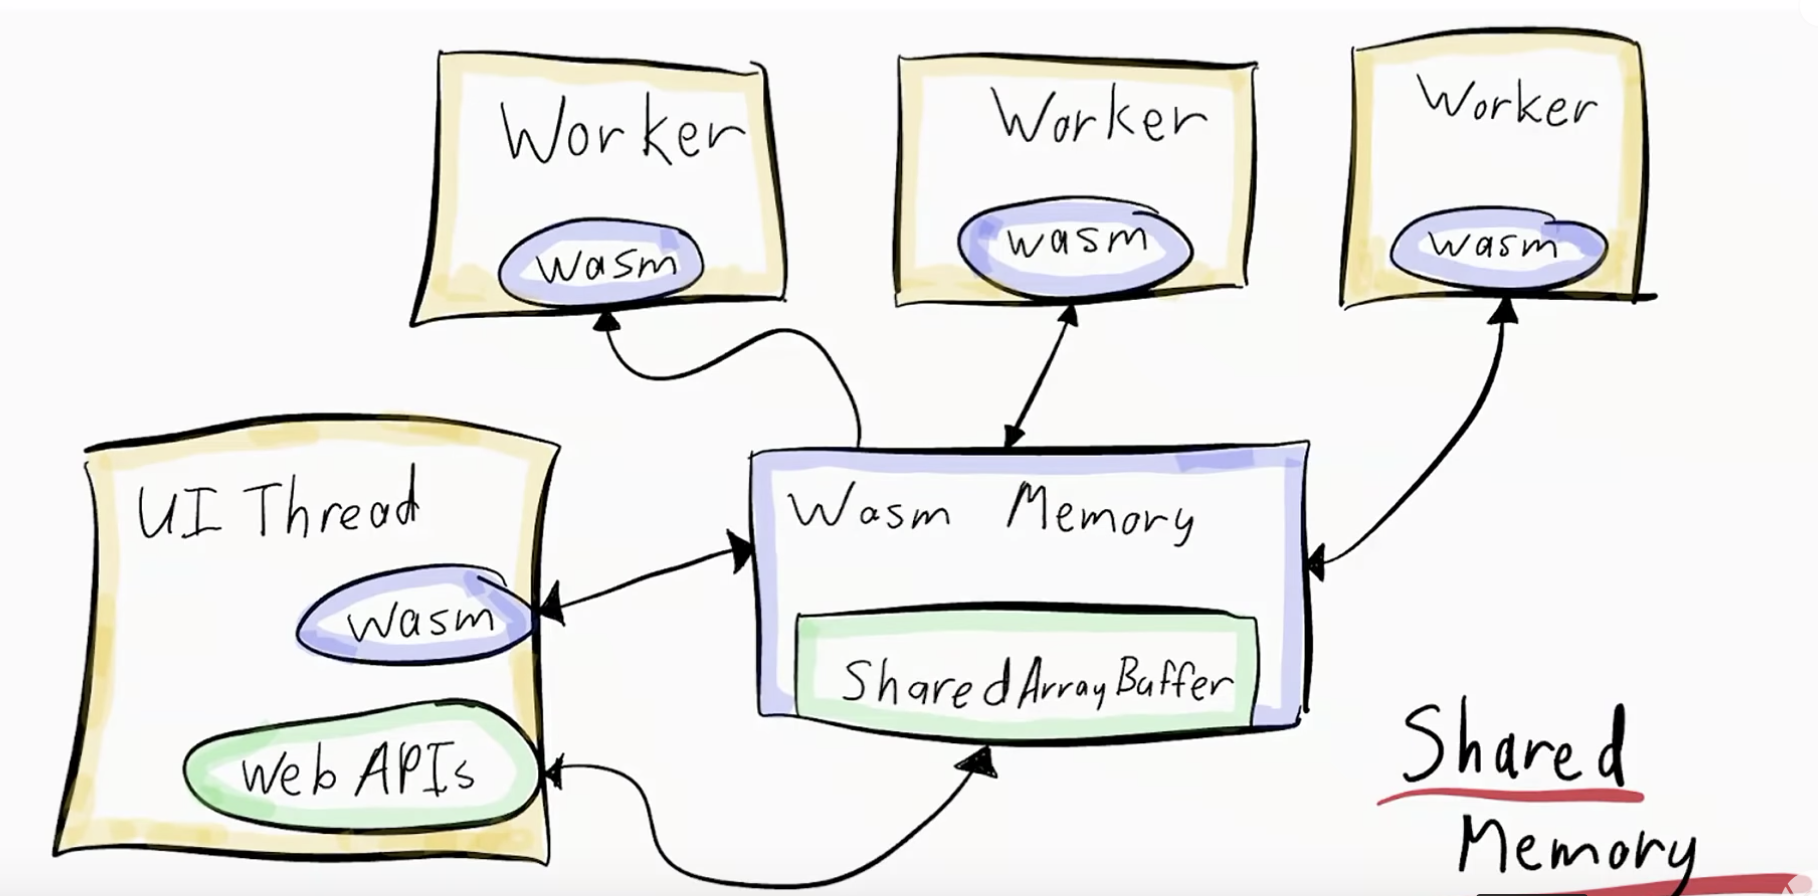 Worker
wasm
Worker
wasm
Worker
wasm
UI Thread
wasm
Web APIs
Wasm Memory
SharedArrayBuffer
Shared
Memory